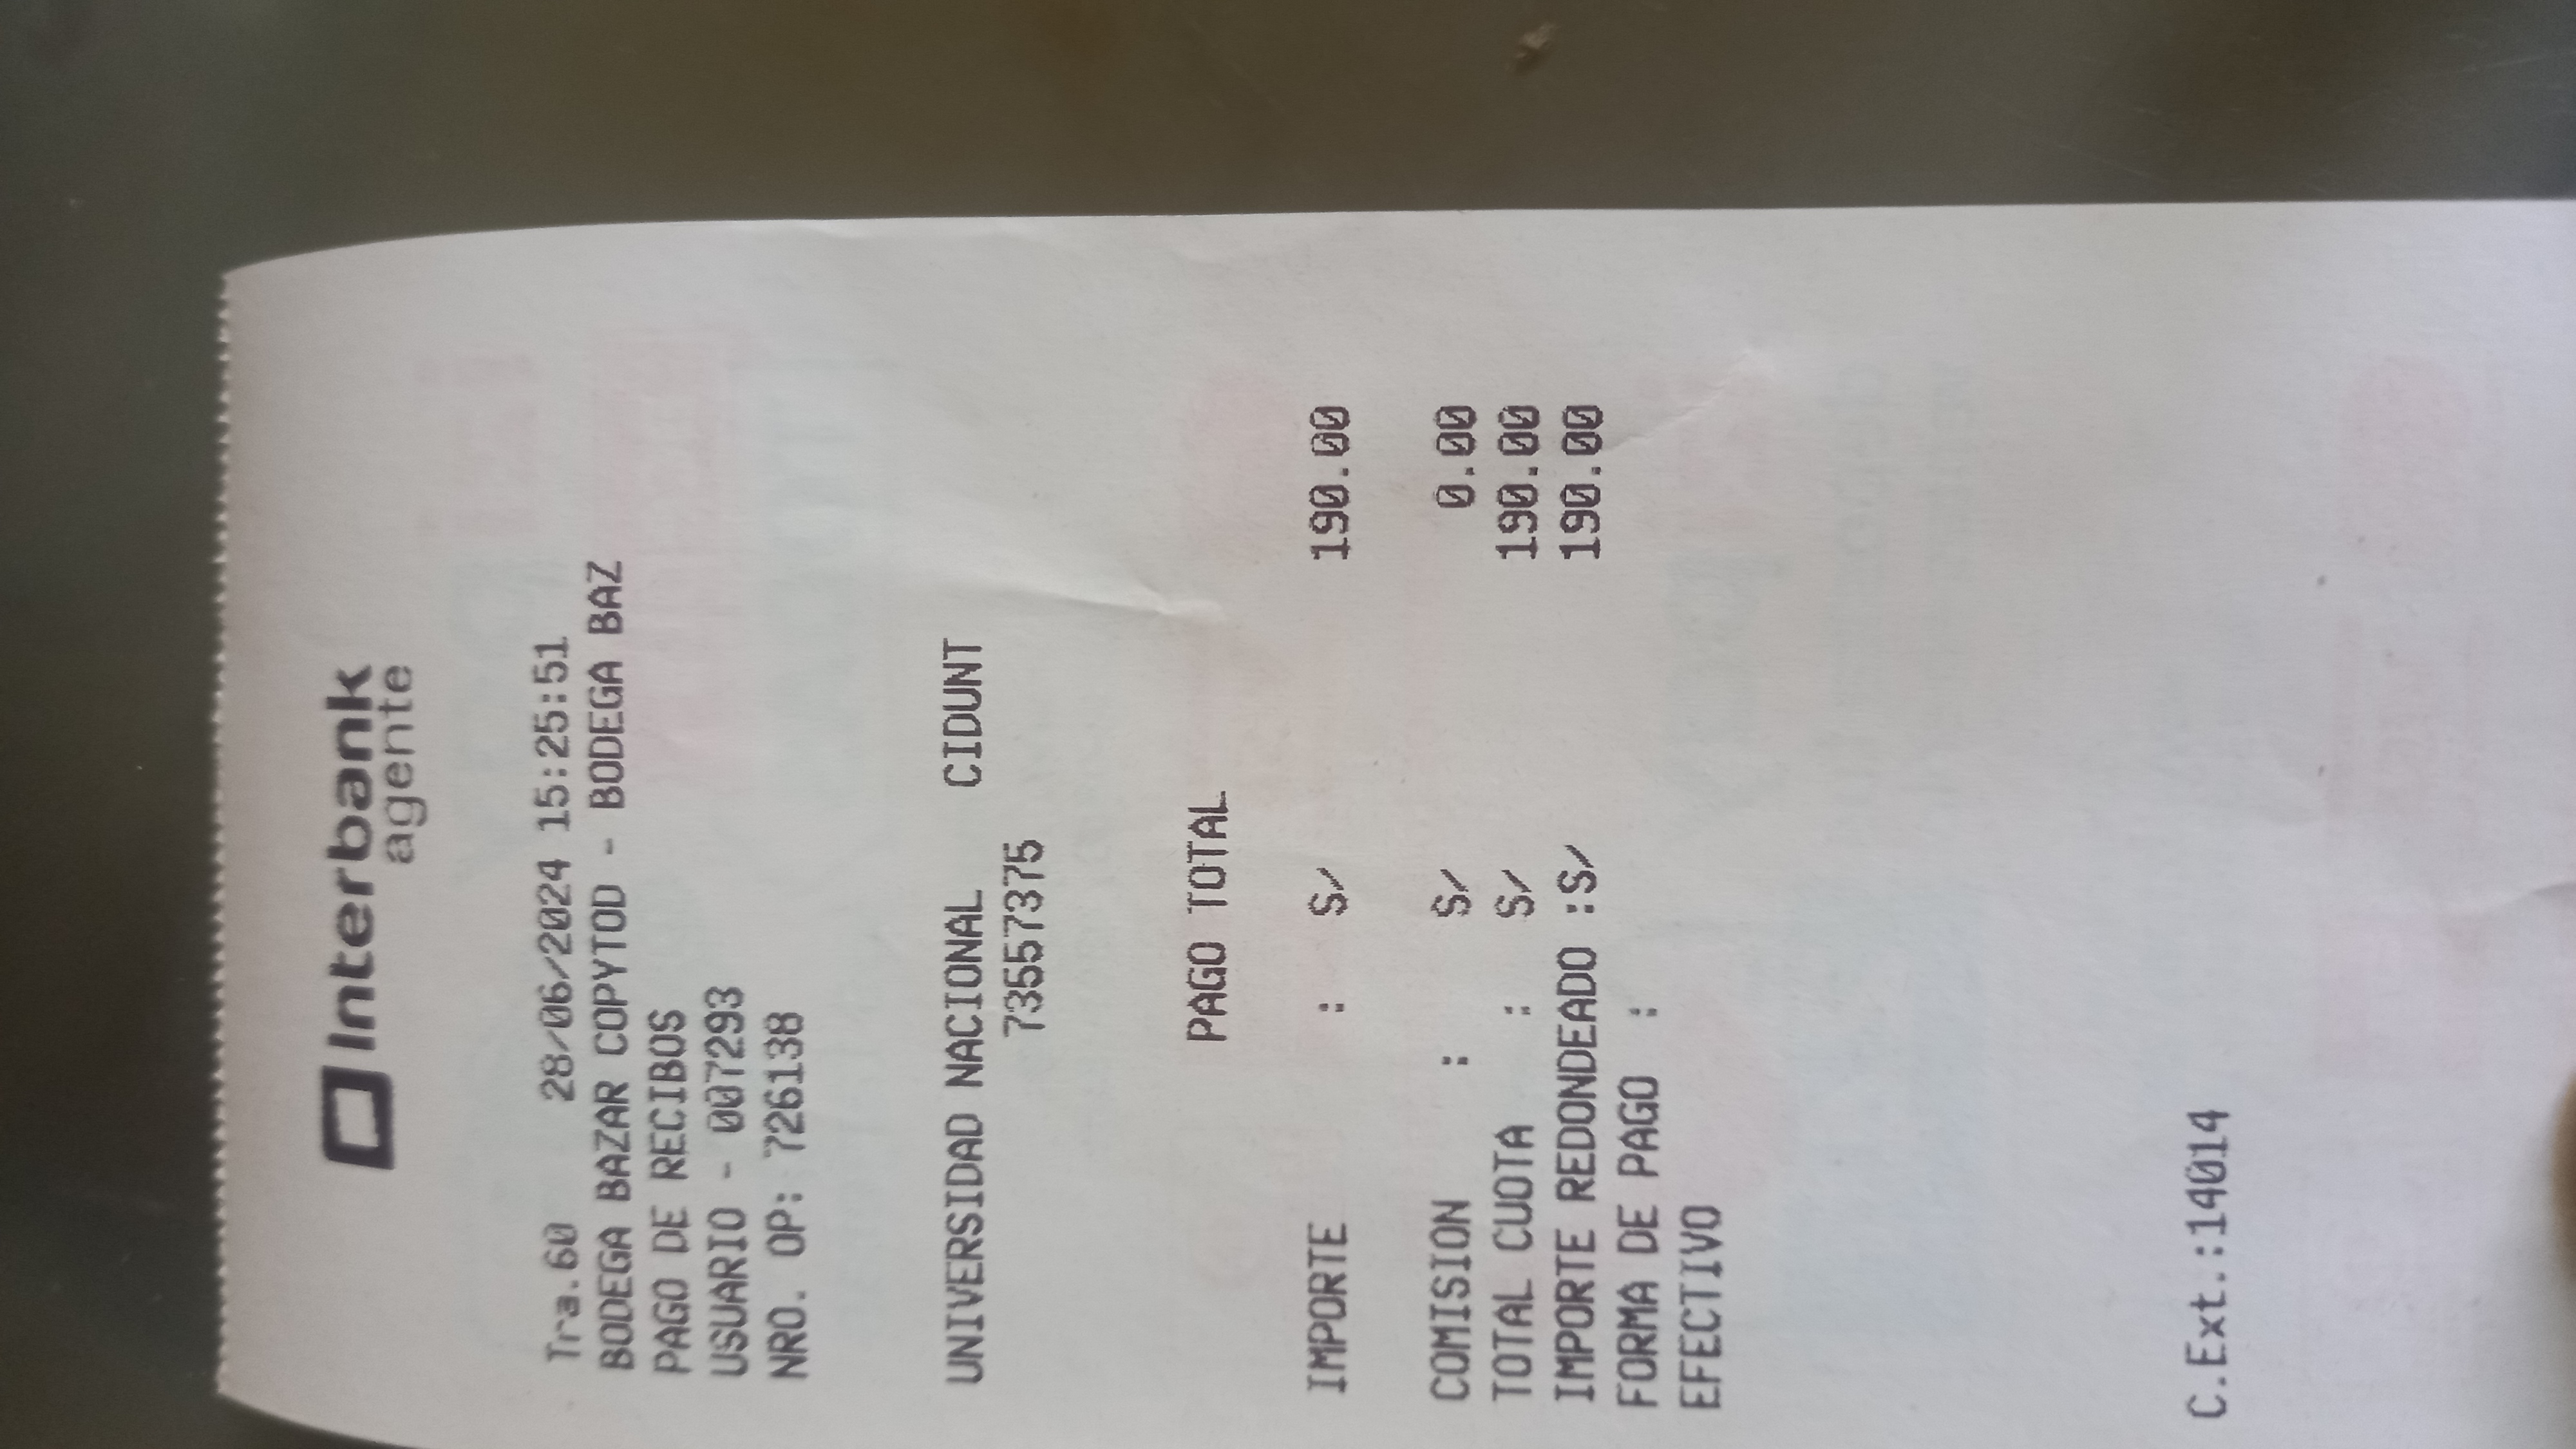 Interbank
agente
Tra.60 28/06/2024 15:25:51
BODEGA BAZAR COPYTOD - BODEGA BAZ
PAGO DE RECIBOS
USUARIO - 007293
NRO. OP: 726138
UNIVERSIDAD NACIONAL CIDUNT
73557375
PAGO TOTAL
IMPORTE : S/ 190.00
COMISION : S/ 0.00
TOTAL CUOTA : S/ 190.00
IMPORTE REDONDEADO :S/ 190.00
FORMA DE PAGO :
EFECTIVO
C.Ext.:14014